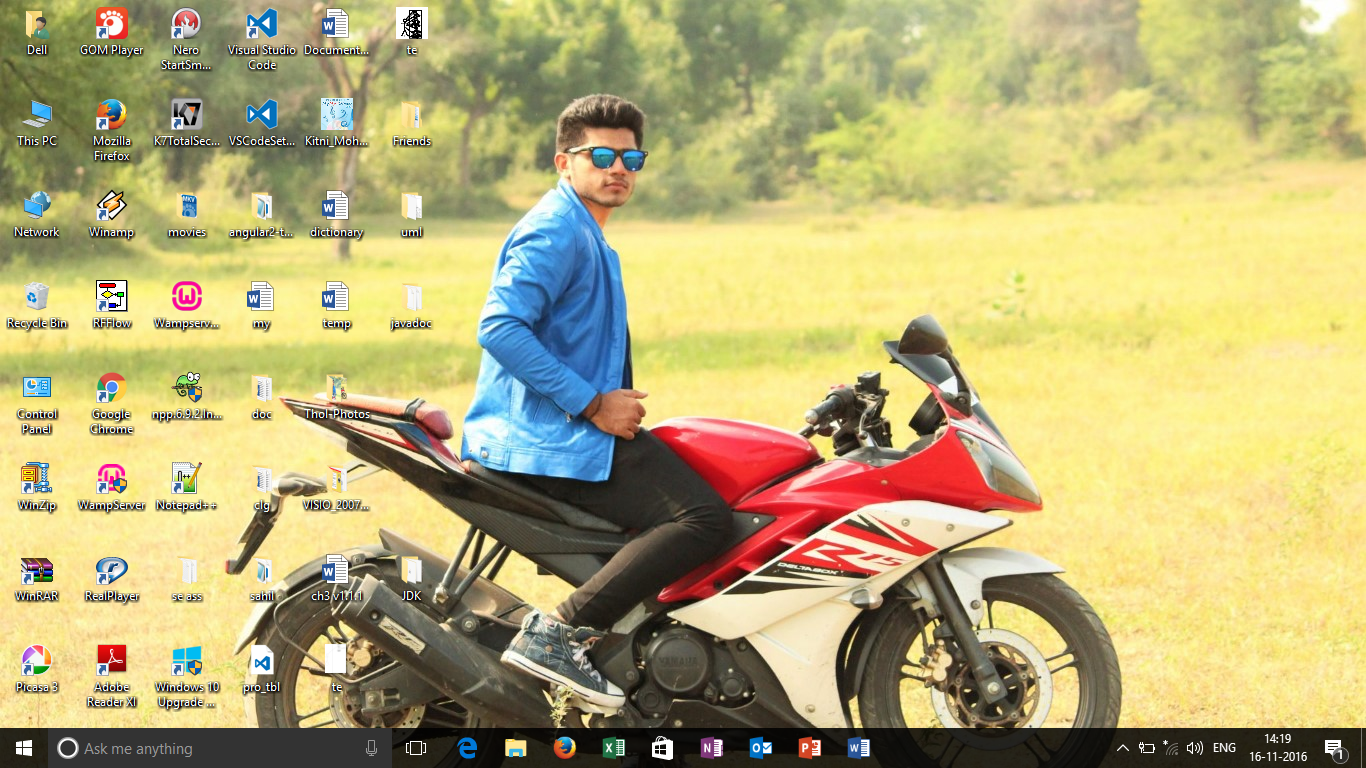 Dell
GOM Player
Nero
StartSm...
Visual Studio
Code
Document...
te
This PC
Mozilla
Firefox
K7TotalSec...
VSCodeSet...
Kitni_Moh...
Friends
Network
Winamp
movies
angular2-t...
dictionary
uml
Recycle Bin
RFFlow
Wampserv...
my
temp
javadoc
Control
Panel
Google
Chrome
npp.6.9.2.In...
doc
Thol-Photos
WinZip
WampServer
Notepad++
clg
VISIO_2007...
WinRAR
RealPlayer
se ass
sahil
ch3 v1.1.1
JDK
Picasa 3
Adobe
Reader XI
Windows 10
Upgrade ...
pro_tbl
te
R15
DELTABOX
YAMAHA
Ask me anything
ENG
14:19
16-11-2016
1